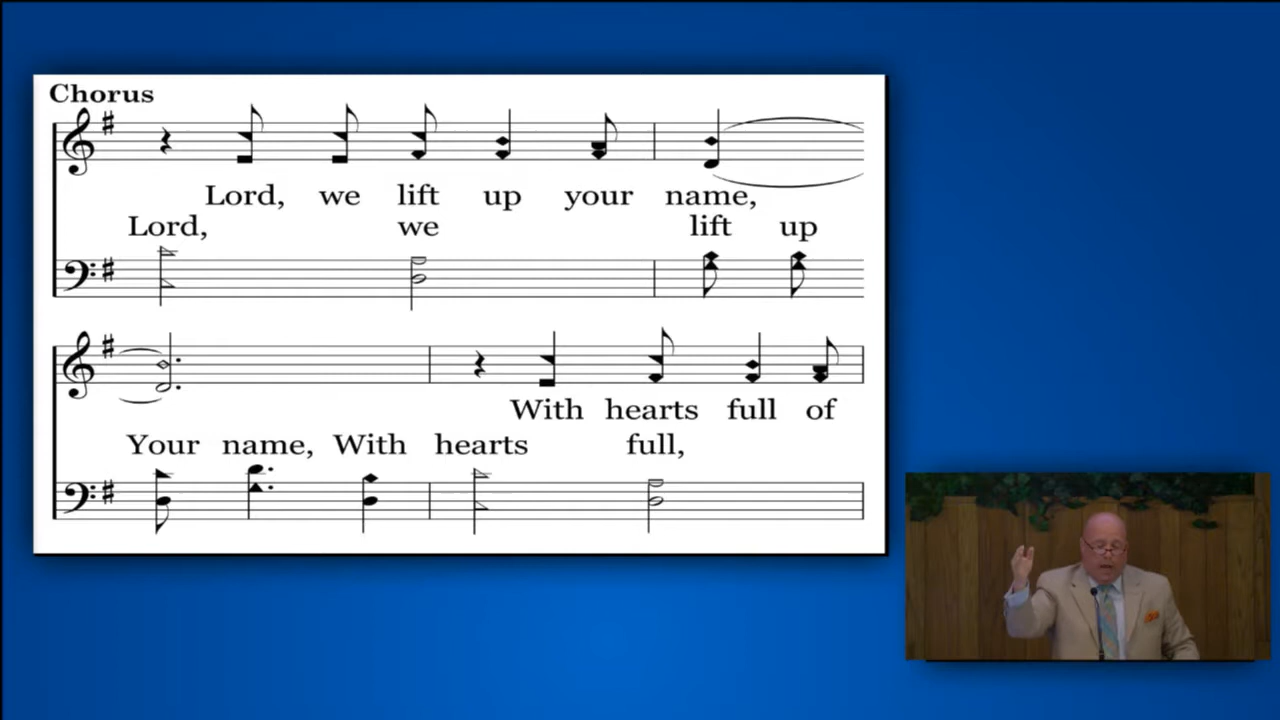 Chorus
Lord, we lift up your name,
Lord, we lift up
With hearts full of
Your name, With hearts full,